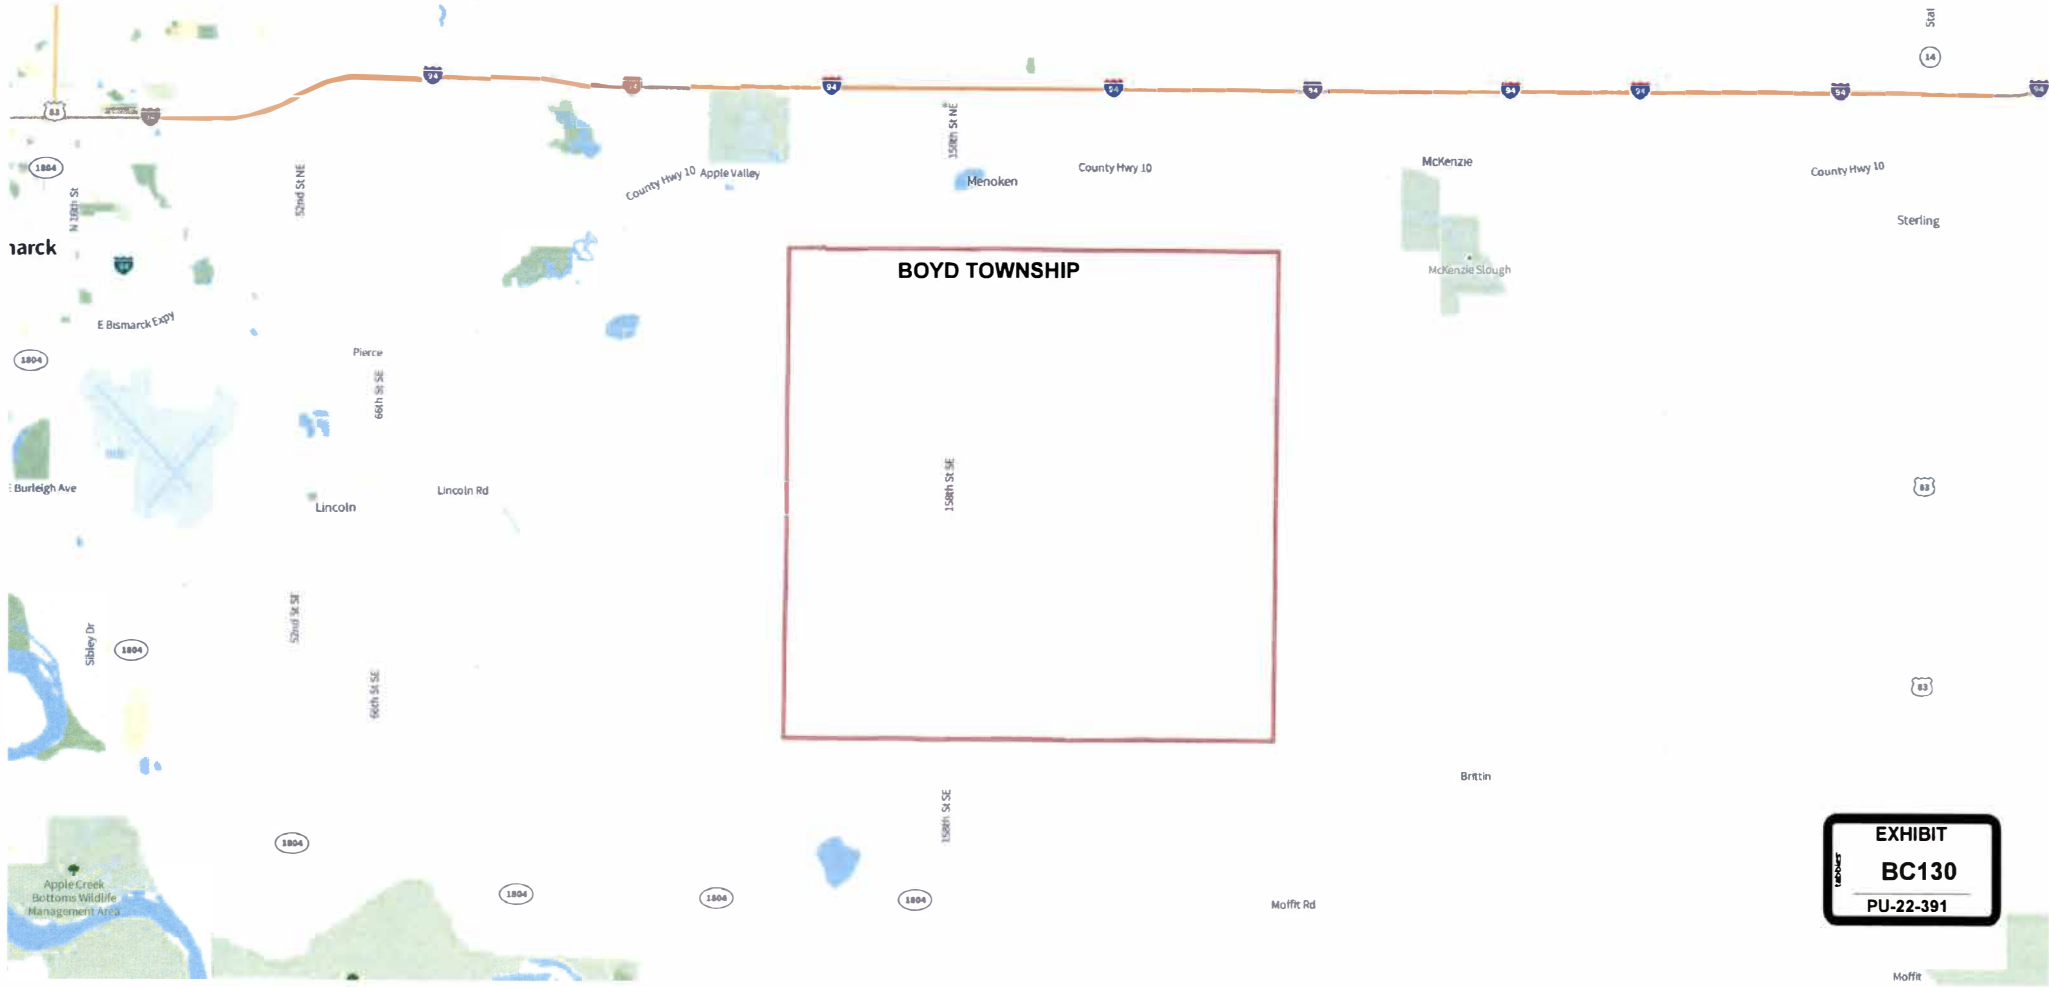 Stat
14
94
94
94
94
94
94
94
94
83
1804
52nd St NE
N 16th St
158th St NE
County Hwy 10
Apple Valley
Menoken
County Hwy 10
McKenzie
County Hwy 10
Sterling
narck
94
BOYD TOWNSHIP
McKenzie Slough
E Bismarck Expy
1804
Pierce
66th St SE
158th St SE
E Burleigh Ave
Lincoln
Lincoln Rd
83
52nd St SE
Sibley Dr
1804
66th St SE
83
Brittin
158th St SE
1804
EXHIBIT
tabbies
BC130
PU-22-391
Apple Creek
Bottoms Wildlife
Management Area
1804
1804
1804
Moffit Rd
Moffit